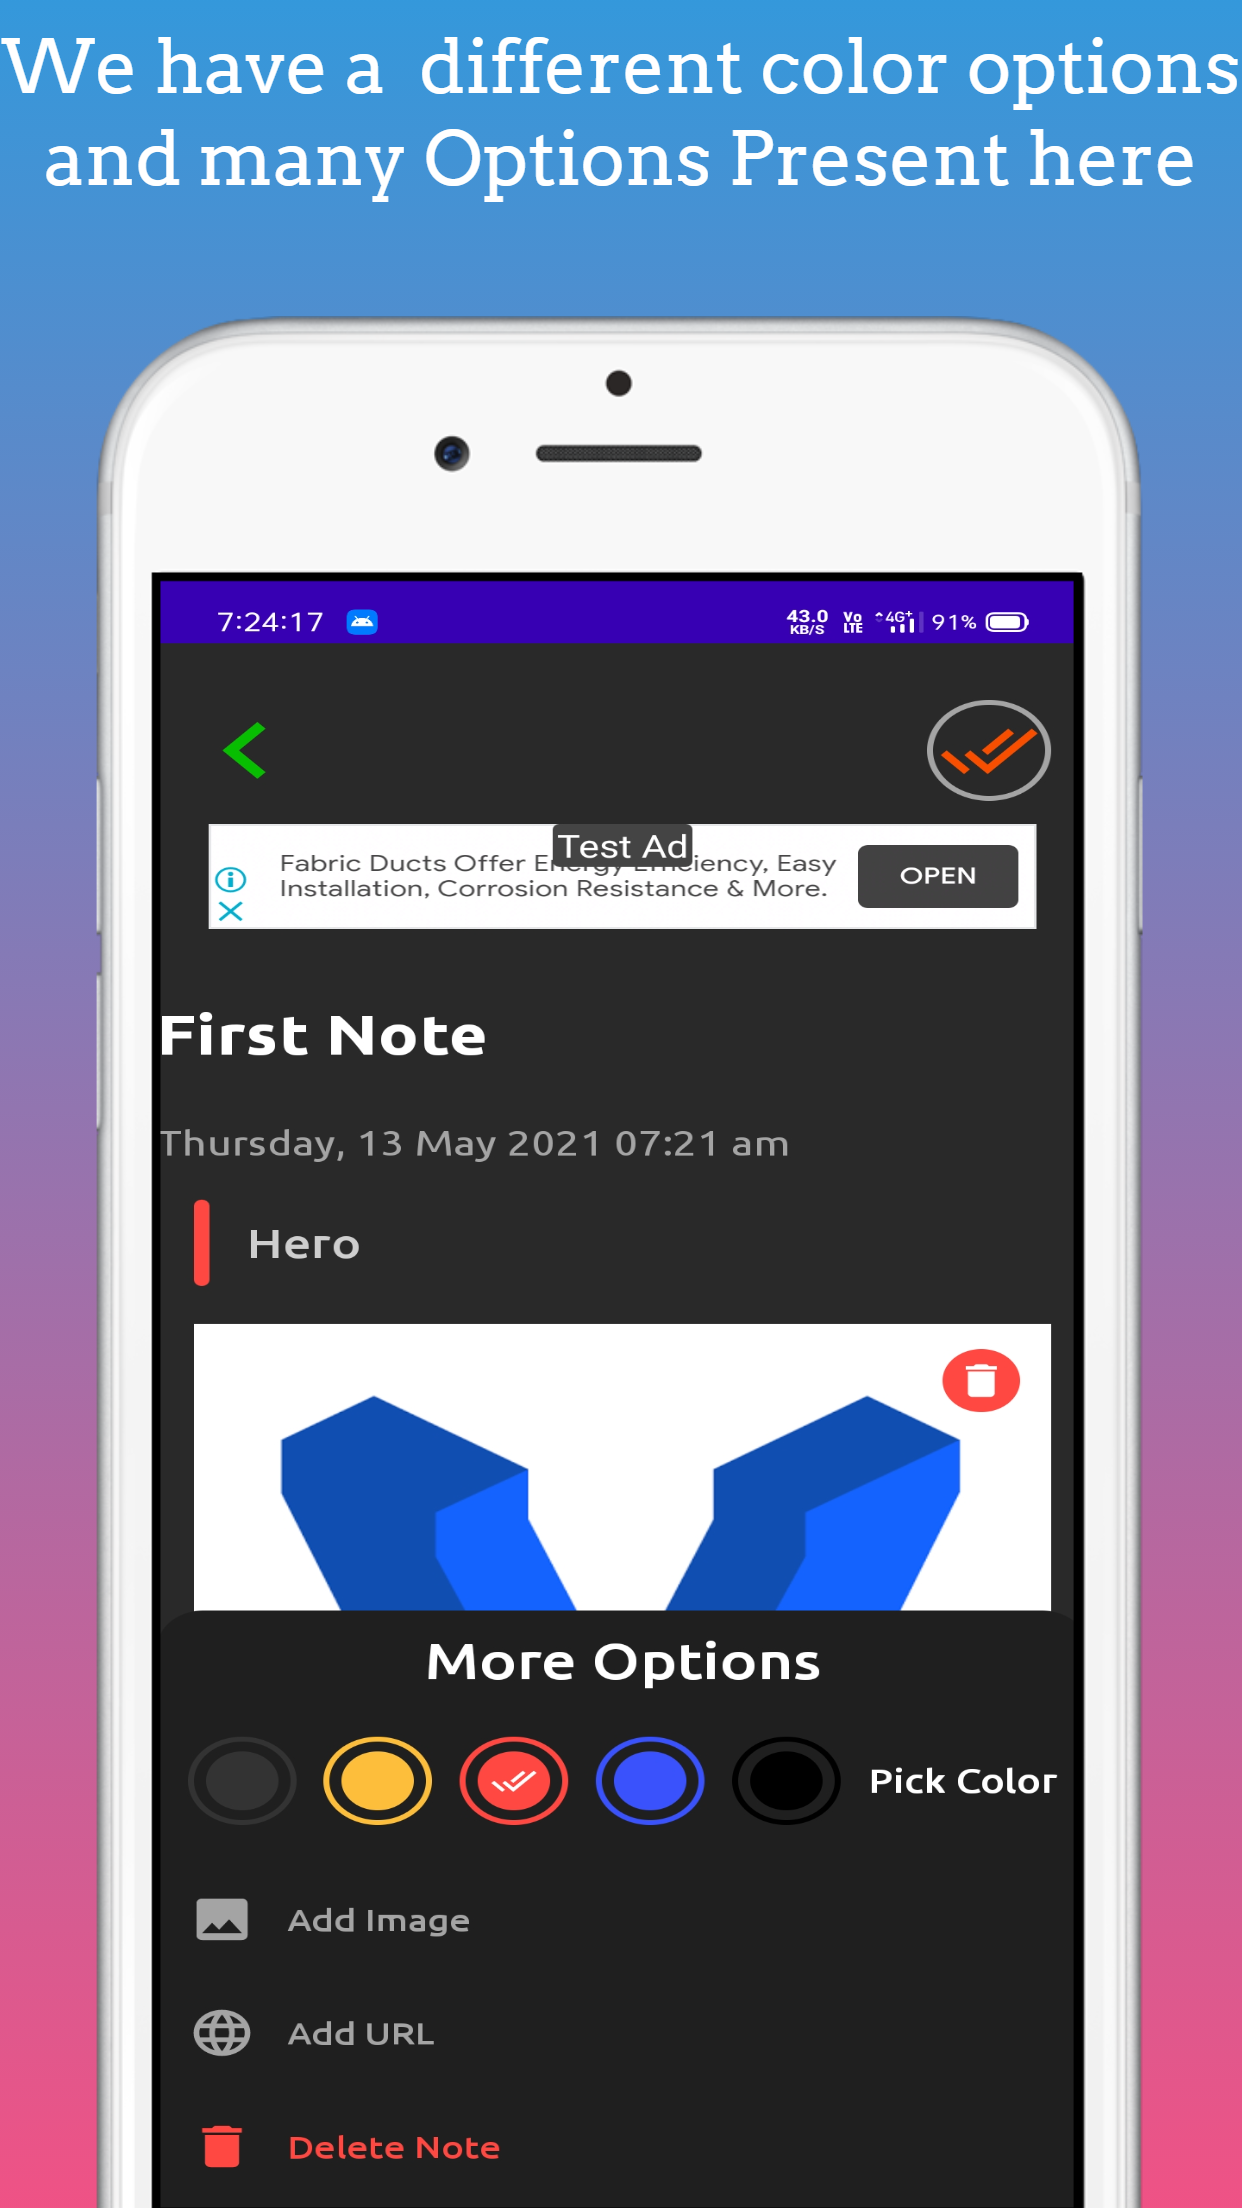 We have a  different color options
and many Options Present here
7:24:17
43.0
KB/S
Vo
LTE
4G+
91%
Test Ad
Fabric Ducts Offer Energy Efficiency, Easy
Installation, Corrosion Resistance & More.
OPEN
First Note
Thursday, 13 May 2021 07:21 am
Hero
More Options
Pick Color
Add Image
Add URL
Delete Note